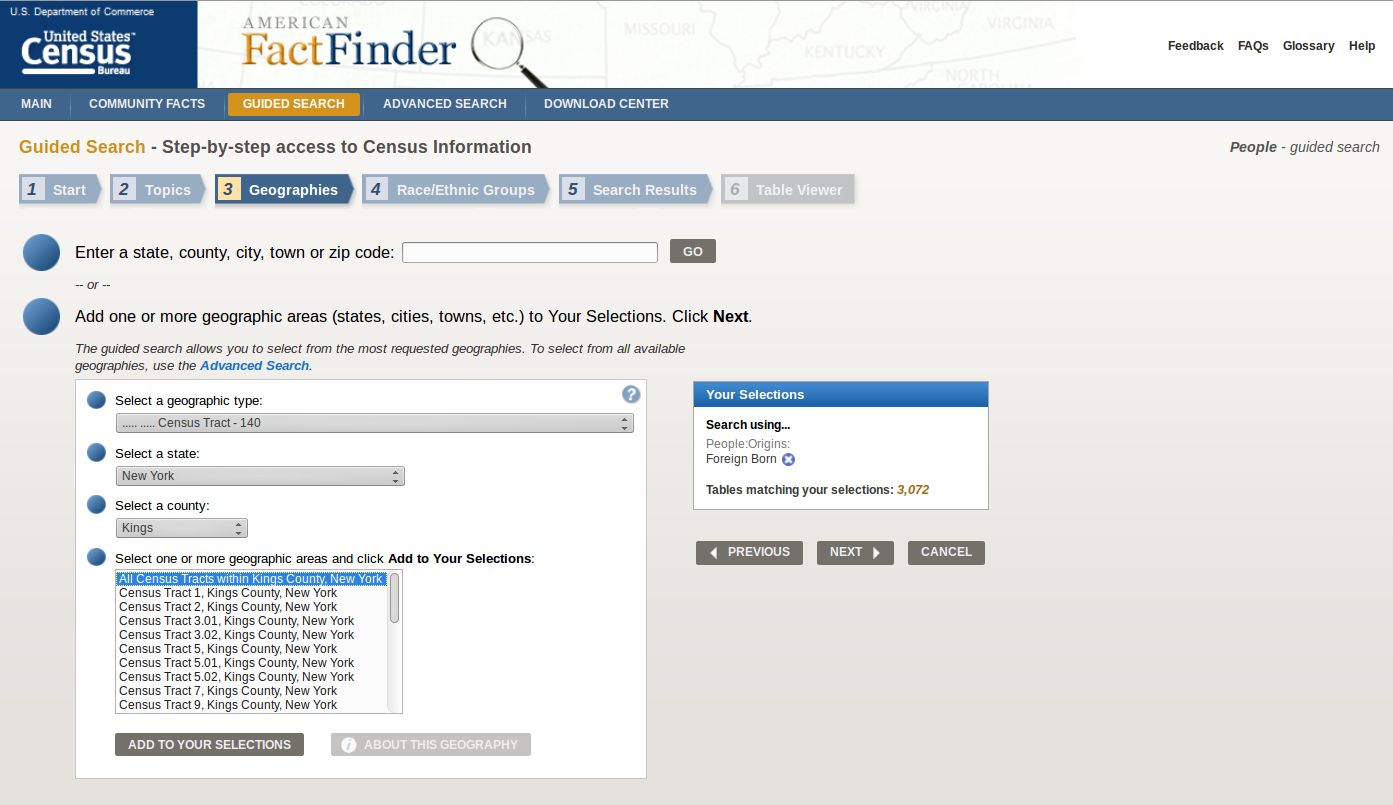 U.S. Department of Commerce
United States™
Census
Bureau
AMERICAN
FactFinder
COLORADO
KANSAS
MISSOURI
KENTUCKY
VIRGINIA
VIRGINIA
NORTH
CAROLINA
Feedback FAQs Glossary Help
MAIN COMMUNITY FACTS GUIDED SEARCH ADVANCED SEARCH DOWNLOAD CENTER
Guided Search - Step-by-step access to Census Information
People - guided search
1 Start 2 Topics 3 Geographies 4 Race/Ethnic Groups 5 Search Results 6 Table Viewer
Enter a state, county, city, town or zip code: GO
-- or --
Add one or more geographic areas (states, cities, towns, etc.) to Your Selections. Click Next.
The guided search allows you to select from the most requested geographies. To select from all available
geographies, use the Advanced Search.
Select a geographic type: ?
..... ..... Census Tract - 140
Select a state:
New York
Select a county:
Kings
Select one or more geographic areas and click Add to Your Selections:
All Census Tracts within Kings County, New York
Census Tract 1, Kings County, New York
Census Tract 2, Kings County, New York
Census Tract 3.01, Kings County, New York
Census Tract 3.02, Kings County, New York
Census Tract 5, Kings County, New York
Census Tract 5.01, Kings County, New York
Census Tract 5.02, Kings County, New York
Census Tract 7, Kings County, New York
Census Tract 9, Kings County, New York
ADD TO YOUR SELECTIONS i ABOUT THIS GEOGRAPHY
Your Selections
Search using...
People:Origins:
Foreign Born
Tables matching your selections: 3,072
PREVIOUS NEXT CANCEL